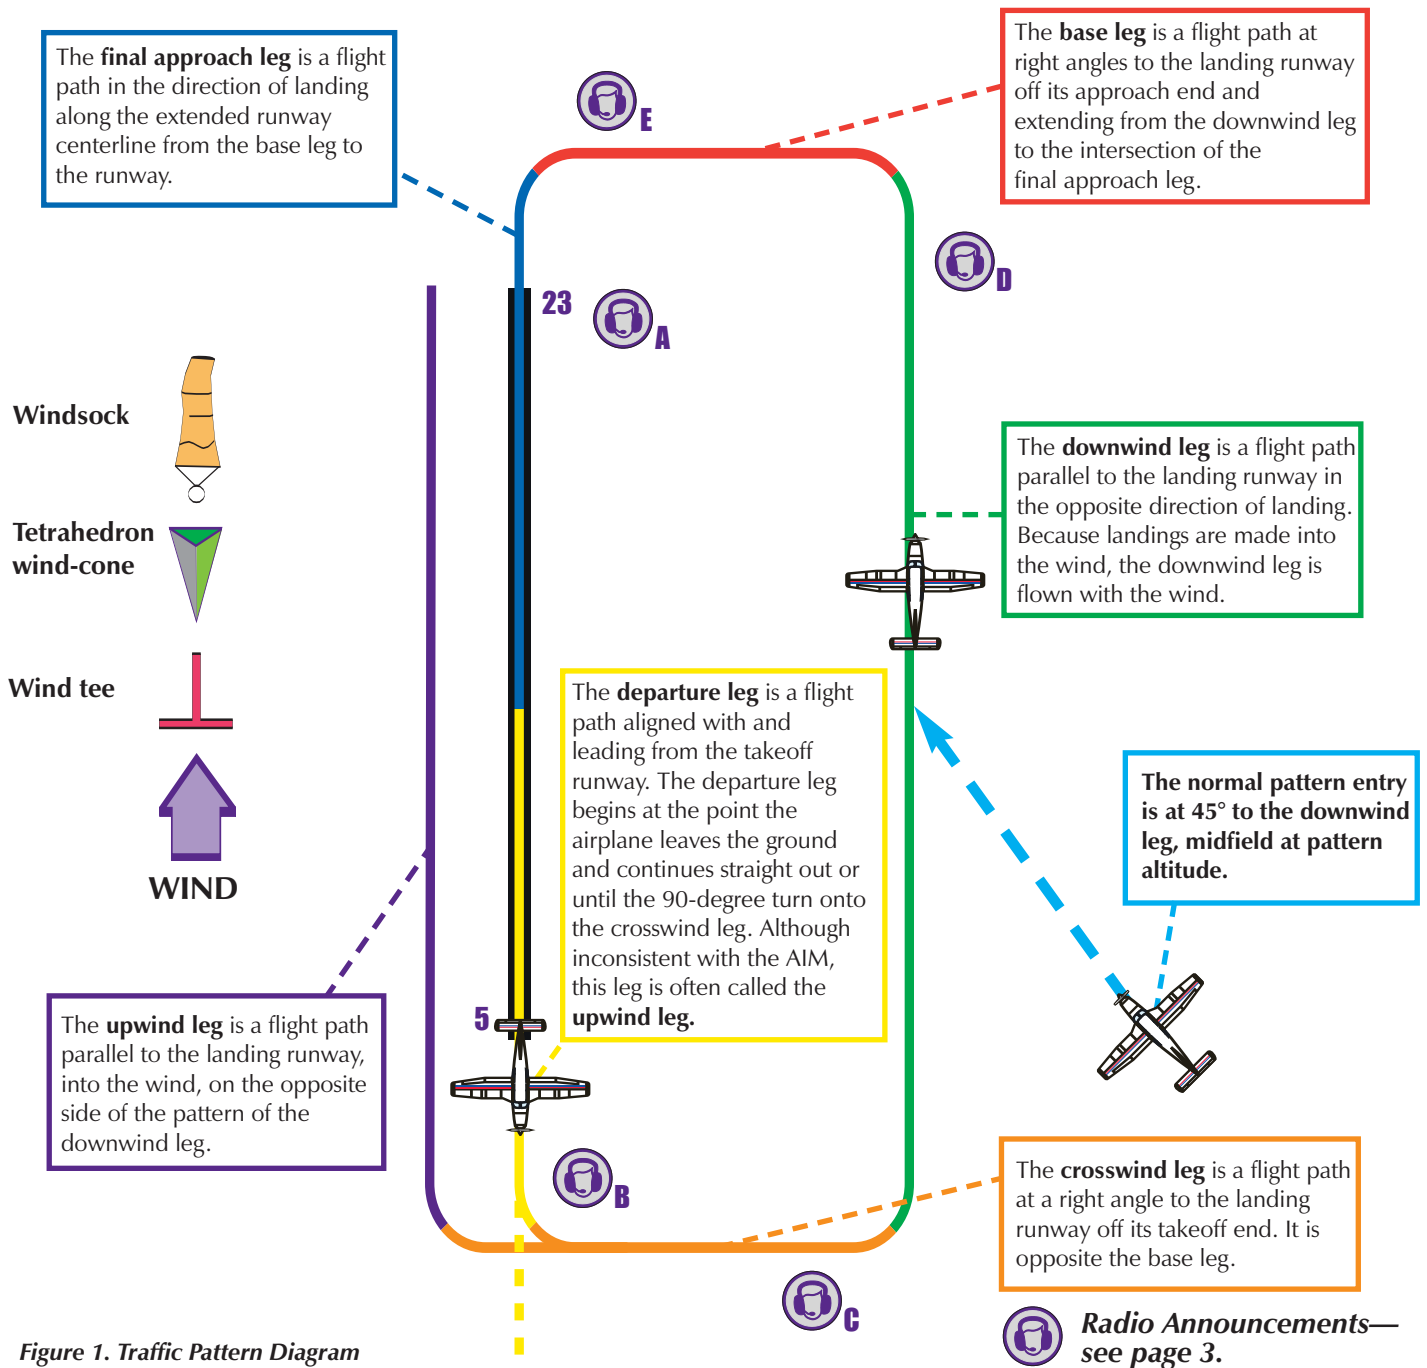 The final approach leg is a flight
path in the direction of landing
along the extended runway
centerline from the base leg to
the runway.
E
The base leg is a flight path at
right angles to the landing runway
off its approach end and
extending from the downwind leg
to the intersection of the
final approach leg.
D
23
A
Windsock
Tetrahedron
wind-cone
Wind tee
WIND
The downwind leg is a flight path
parallel to the landing runway in
the opposite direction of landing.
Because landings are made into
the wind, the downwind leg is
flown with the wind.
The departure leg is a flight
path aligned with and
leading from the takeoff
runway. The departure leg
begins at the point the
airplane leaves the ground
and continues straight out or
until the 90-degree turn onto
the crosswind leg. Although
inconsistent with the AIM,
this leg is often called the
upwind leg.
The normal pattern entry
is at 45° to the downwind
leg, midfield at pattern
altitude.
5
The upwind leg is a flight path
parallel to the landing runway,
into the wind, on the opposite
side of the pattern of the
downwind leg.
B
The crosswind leg is a flight path
at a right angle to the landing
runway off its takeoff end. It is
opposite the base leg.
C
Radio Announcements—
see page 3.
Figure 1. Traffic Pattern Diagram